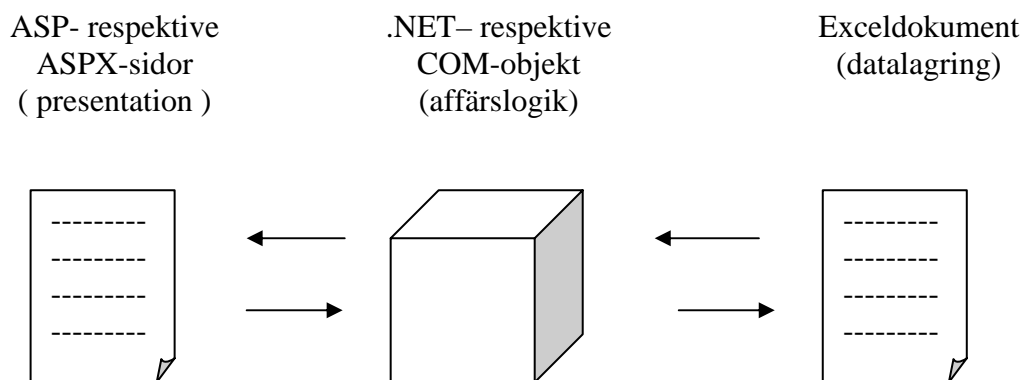 ASP- respektive
ASPX-sidor
( presentation )
.NET– respektive
COM-objekt
(affärslogik)
Exceldokument
(datalagring)